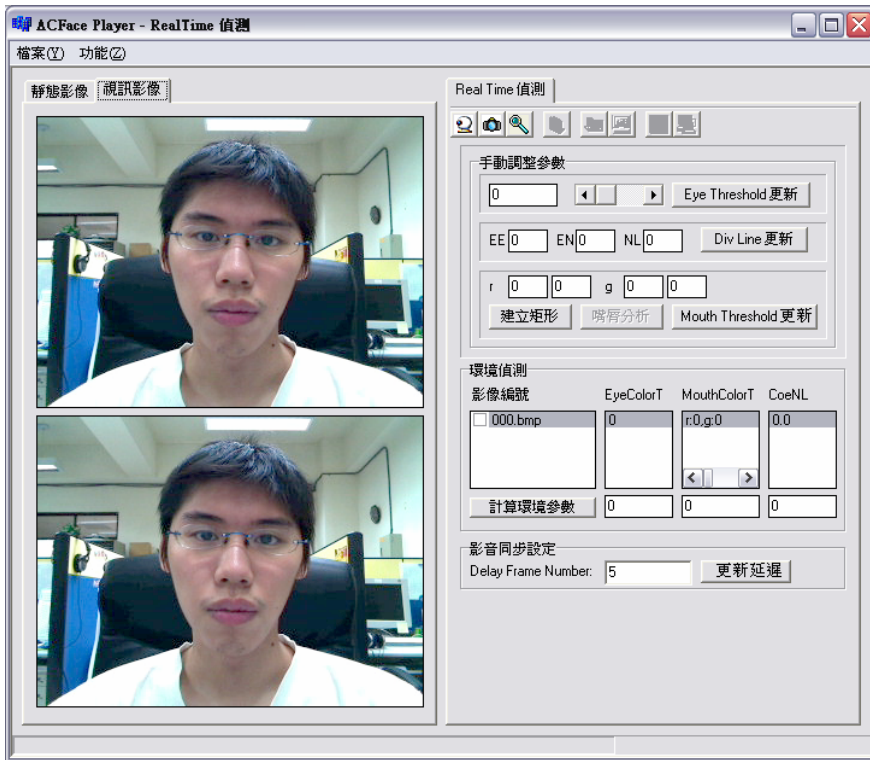 ACFace Player - RealTime 偵測
檔案(Y) 功能(Z)
靜態影像 視訊影像
Real Time 偵測
手動調整參數
0 Eye Threshold 更新
EE 0 EN 0 NL 0 Div Line 更新
r 0 0 g 0 0
建立矩形 嘴唇分析 Mouth Threshold 更新
環境偵測
影像編號 EyeColorT MouthColorT CoeNL
000.bmp 0 r:0,g:0 0.0
計算環境參數 0 0 0
影音同步設定
Delay Frame Number: 5 更新延遲